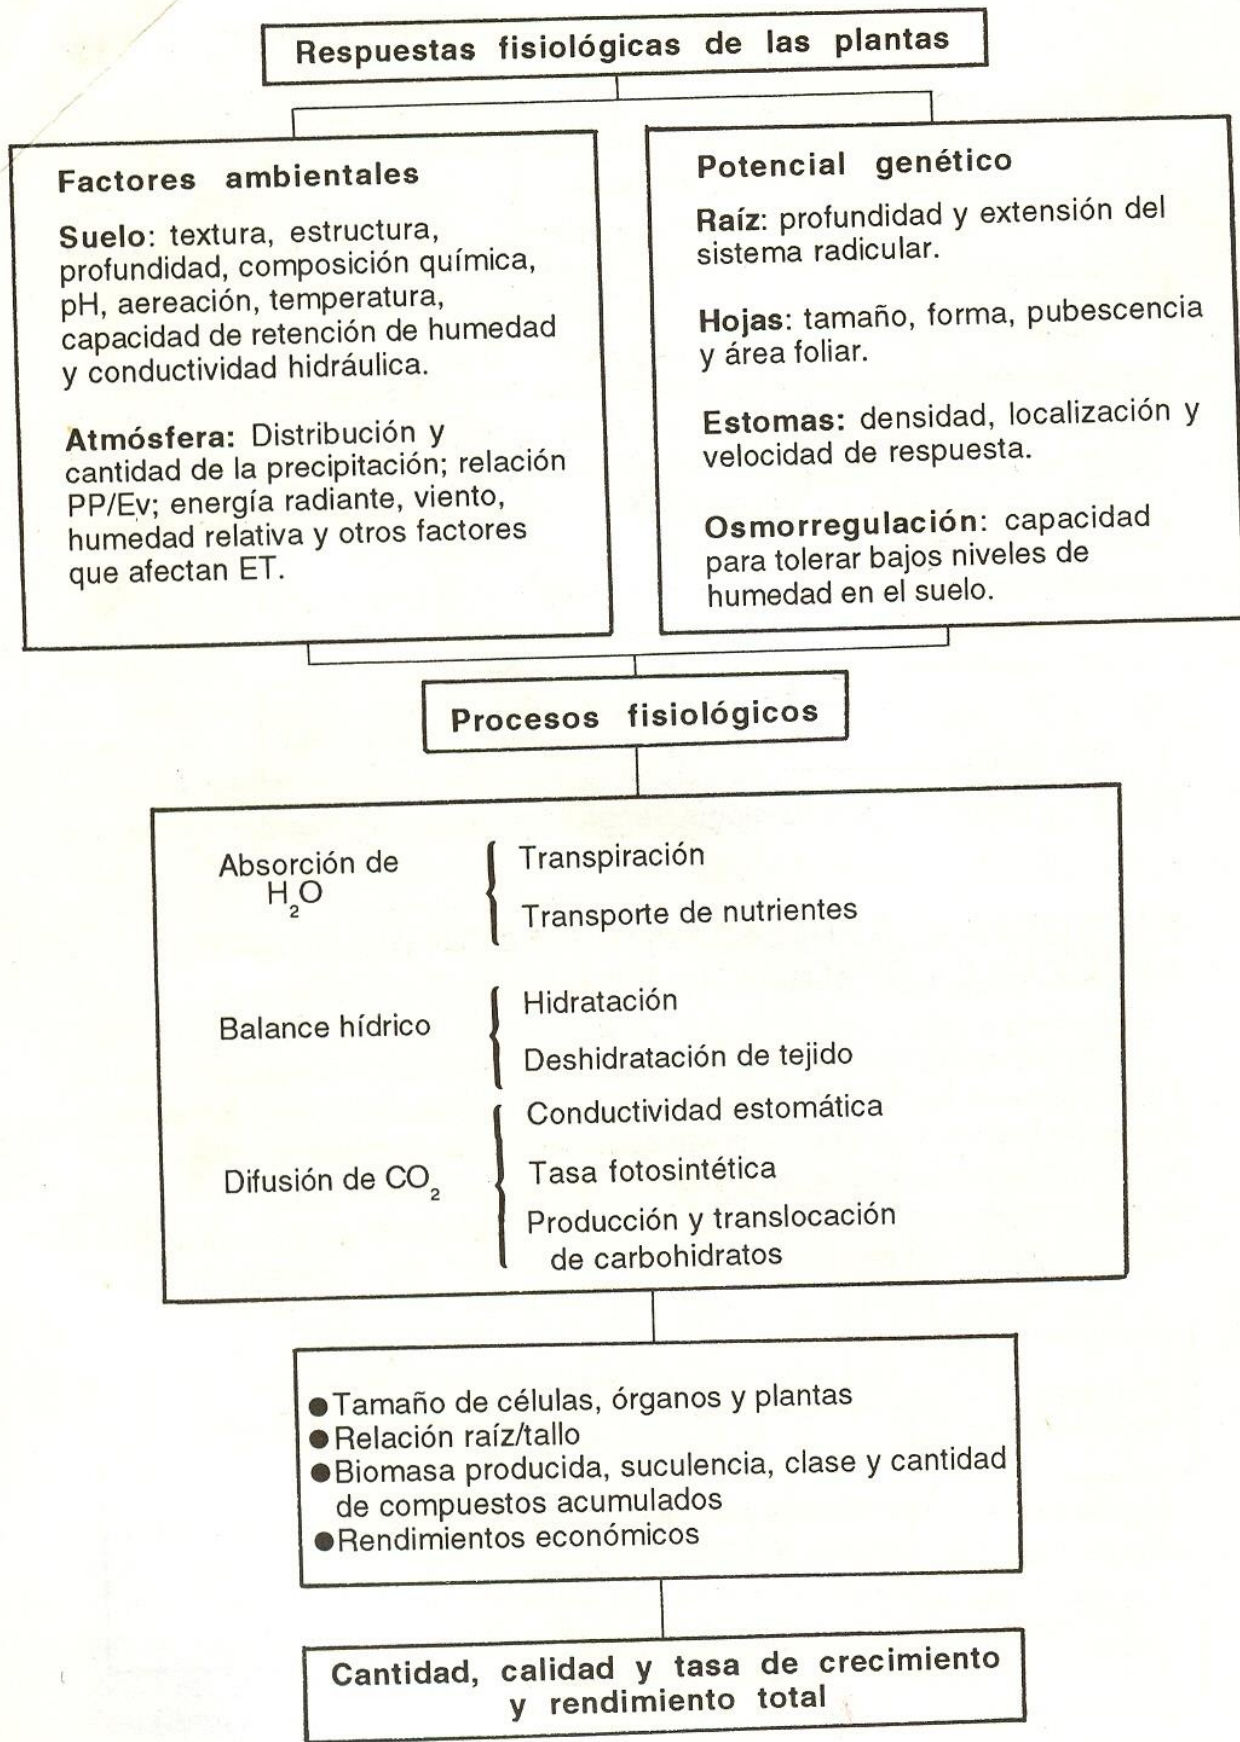 Respuestas fisiológicas de las plantas
Factores ambientales
Suelo: textura, estructura,
profundidad, composición química,
pH, aereación, temperatura,
capacidad de retención de humedad
y conductividad hidráulica.
Atmósfera: Distribución y
cantidad de la precipitación; relación
PP/Ev; energía radiante, viento,
humedad relativa y otros factores
que afectan ET.
Potencial genético
Raíz: profundidad y extensión del
sistema radicular.
Hojas: tamaño, forma, pubescencia
y área foliar.
Estomas: densidad, localización y
velocidad de respuesta.
Osmorregulación: capacidad
para tolerar bajos niveles de
humedad en el suelo.
Procesos fisiológicos
Absorción de
H₂O
Transpiración
Transporte de nutrientes
Balance hídrico
Hidratación
Deshidratación de tejido
Difusión de CO₂
Conductividad estomática
Tasa fotosintética
Producción y translocación
de carbohidratos
●Tamaño de células, órganos y plantas
●Relación raíz/tallo
●Biomasa producida, suculencia, clase y cantidad
de compuestos acumulados
●Rendimientos económicos
Cantidad, calidad y tasa de crecimiento
y rendimiento total